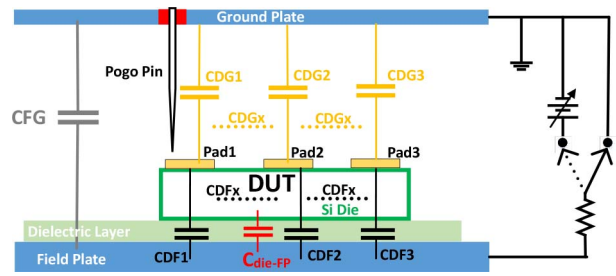 Ground Plate
Pogo Pin
CDG1
CDG2
CDG3
CFG
CDGx
CDGx
Pad1
Pad2
Pad3
DUT
CDFx
CDFx
Si Die
Dielectric Layer
Field Plate
CDF1
Cdie-FP
CDF2
CDF3